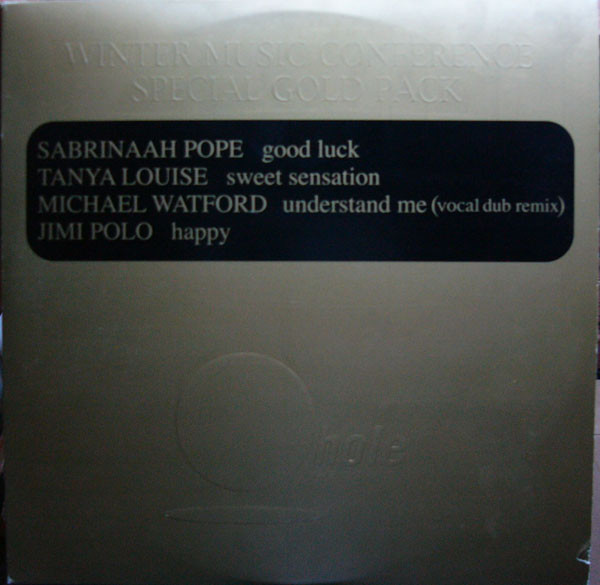 WINTER MUSIC CONFERENCE
SPECIAL GOLD PACK
SABRINAAH POPE good luck
TANYA LOUISE sweet sensation
MICHAEL WATFORD understand me (vocal dub remix)
JIMI POLO happy